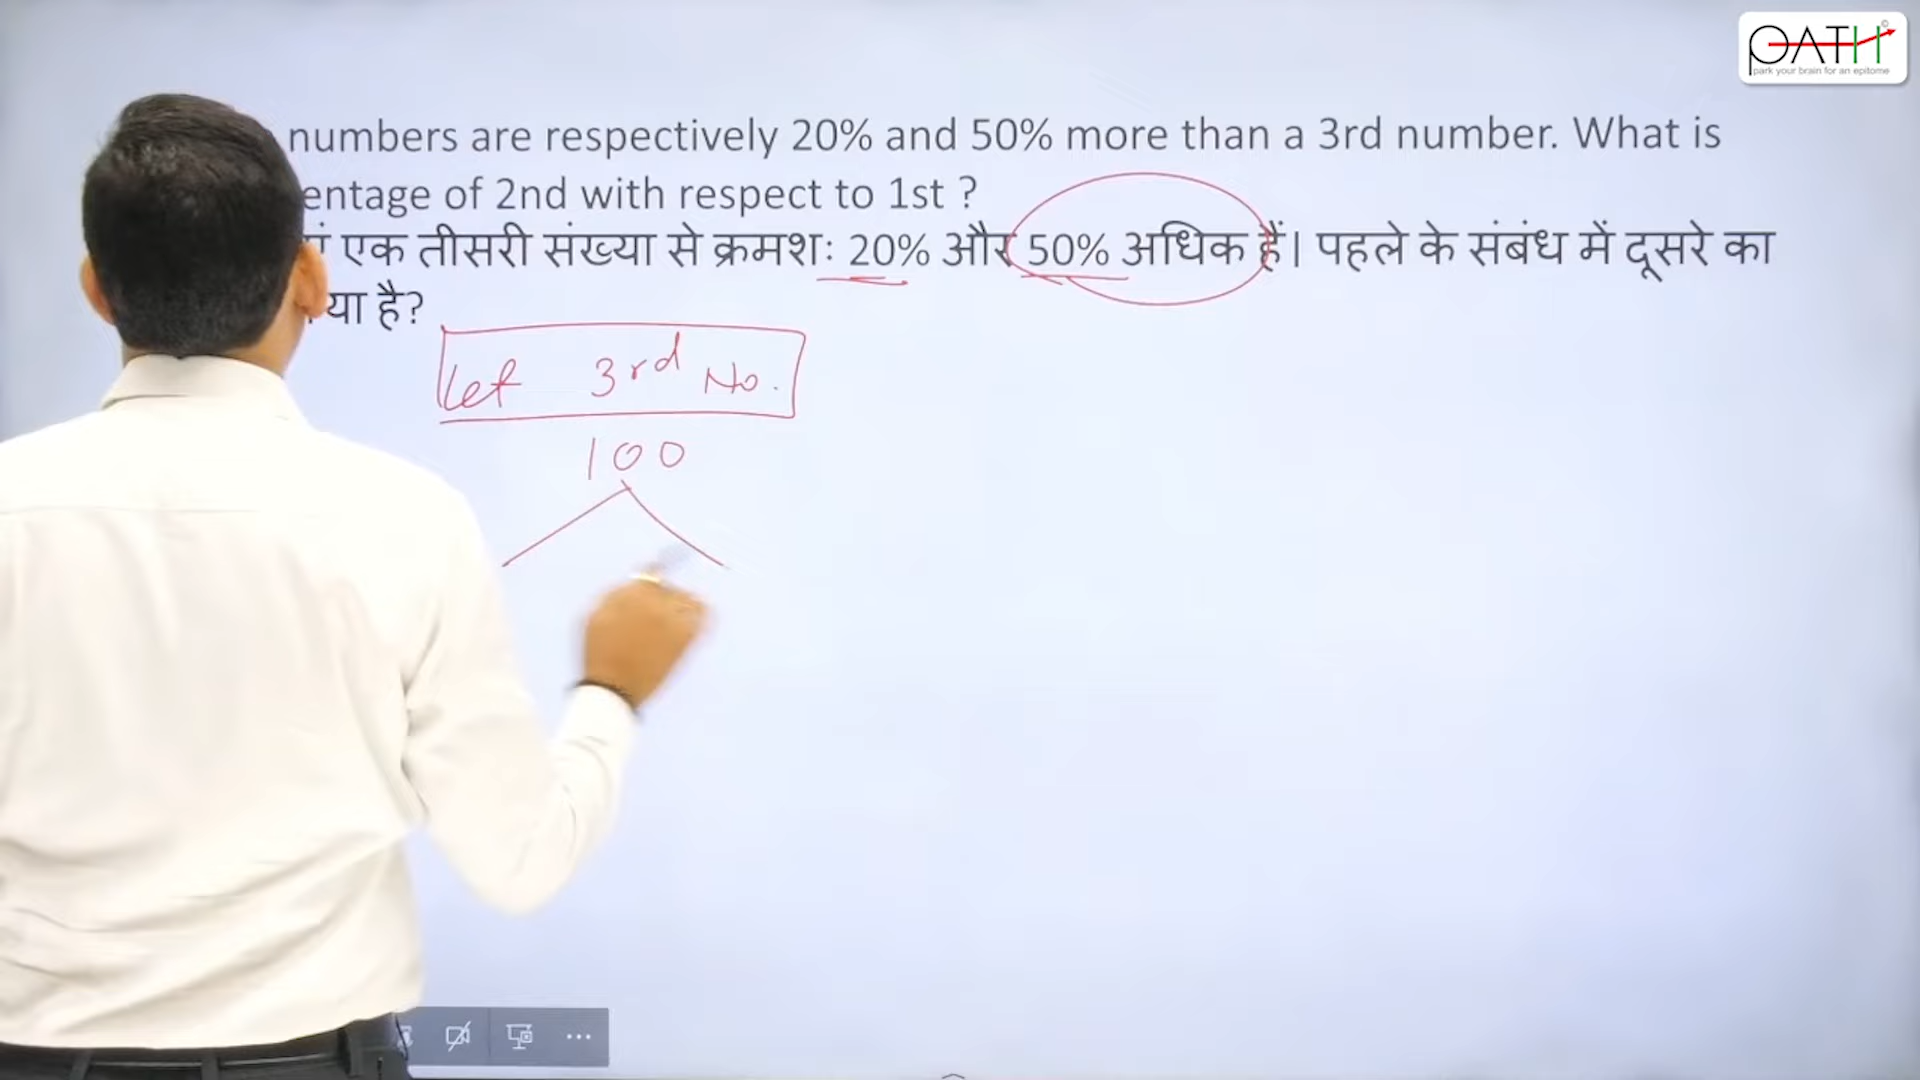 PATH
park your brain for an epitome
numbers are respectively 20% and 50% more than a 3rd number. What is
entage of 2nd with respect to 1st ?
एक तीसरी संख्या से क्रमशः 20% और 50% अधिक हैं। पहले के संबंध में दूसरे का
या है?
Let 3rd No.
100